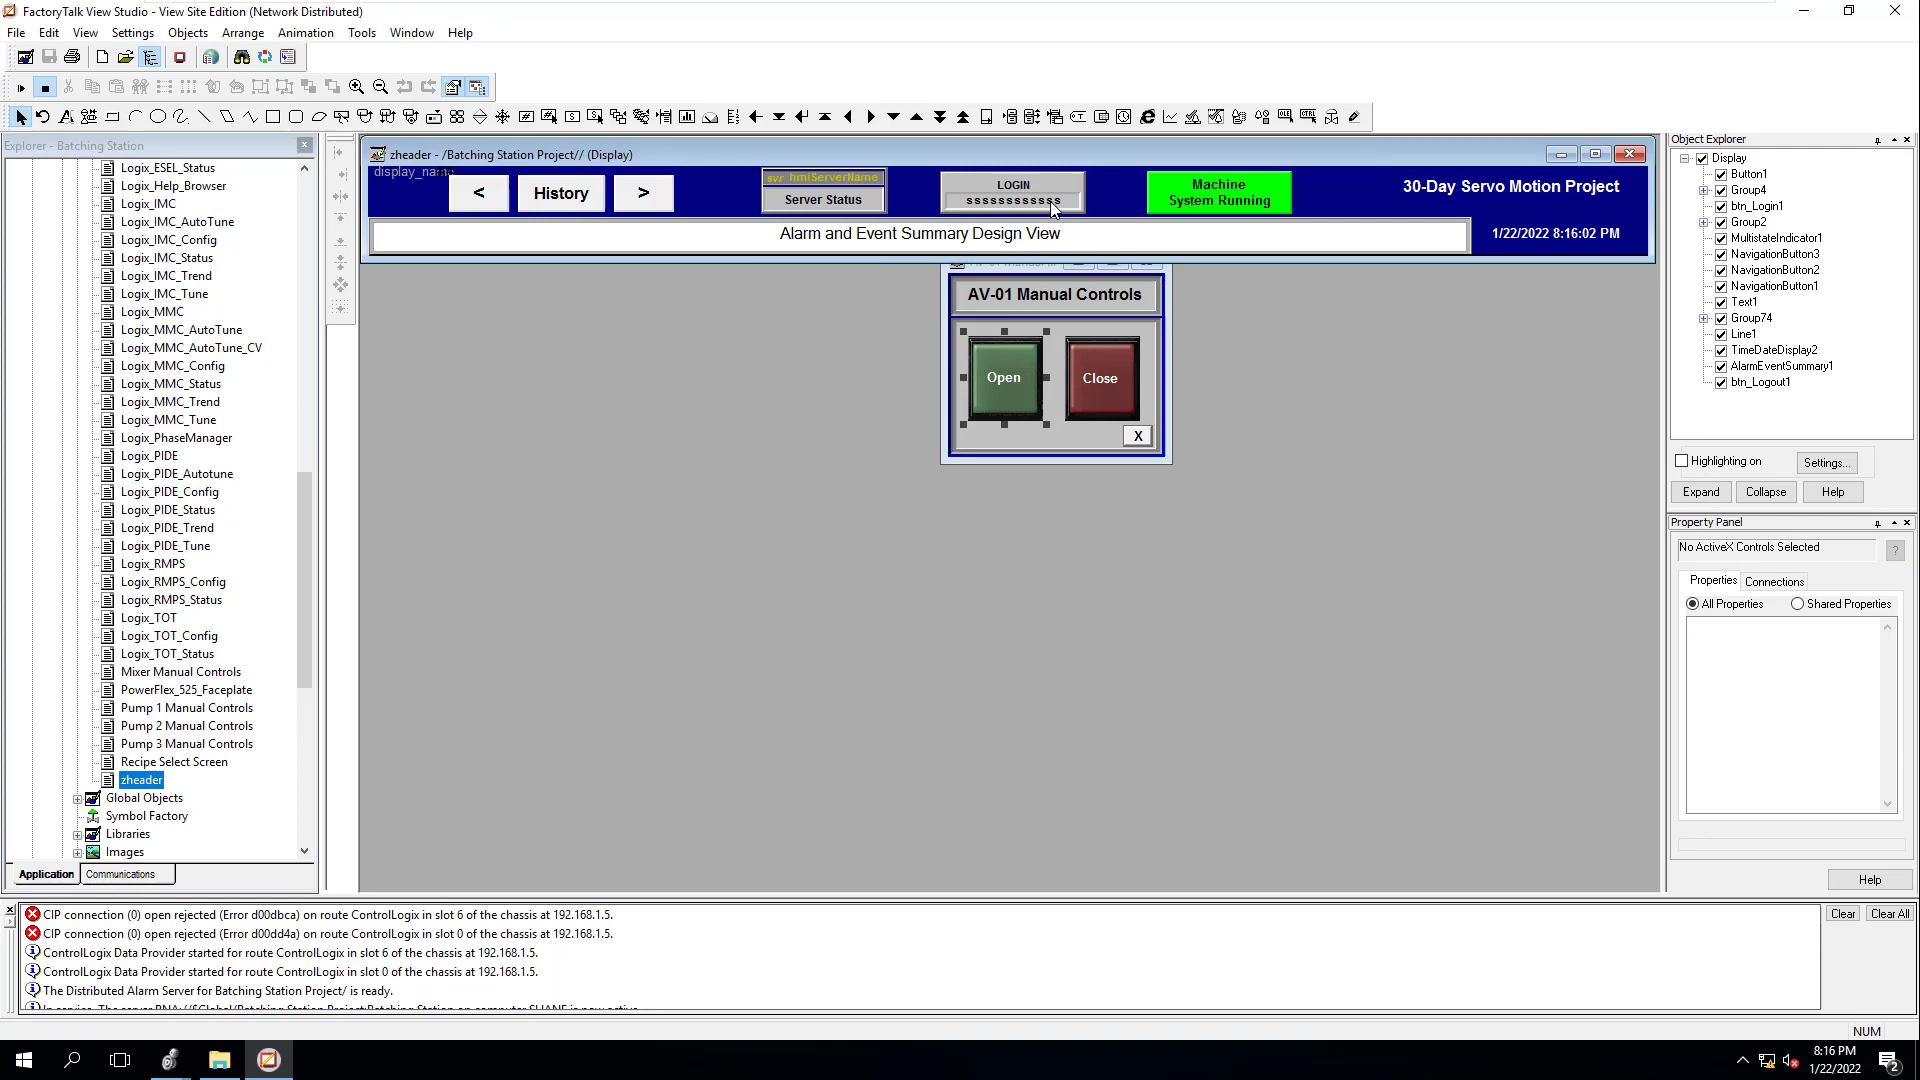 FactoryTalk View Studio - View Site Edition (Network Distributed)
File Edit View Settings Objects Arrange Animation Tools Window Help
Explorer - Batching Station
Logix_ESEL_Status
Logix_Help_Browser
Logix_IMC
Logix_IMC_AutoTune
Logix_IMC_Config
Logix_IMC_Status
Logix_IMC_Trend
Logix_IMC_Tune
Logix_MMC
Logix_MMC_AutoTune
Logix_MMC_AutoTune_CV
Logix_MMC_Config
Logix_MMC_Status
Logix_MMC_Trend
Logix_MMC_Tune
Logix_PhaseManager
Logix_PIDE
Logix_PIDE_Autotune
Logix_PIDE_Config
Logix_PIDE_Status
Logix_PIDE_Trend
Logix_PIDE_Tune
Logix_RMPS
Logix_RMPS_Config
Logix_RMPS_Status
Logix_TOT
Logix_TOT_Config
Logix_TOT_Status
Mixer Manual Controls
PowerFlex_525_Faceplate
Pump 1 Manual Controls
Pump 2 Manual Controls
Pump 3 Manual Controls
Recipe Select Screen
zheader
Global Objects
Symbol Factory
Libraries
Images
Application Communications
zheader - /Batching Station Project// (Display)
display_name
< History >
svr hmiServerName
Server Status
LOGIN
ssssssssssss
Machine
System Running
30-Day Servo Motion Project
Alarm and Event Summary Design View
1/22/2022 8:16:02 PM
AV-01 Manual Controls
Open Close
X
Object Explorer
Display
Button1
Group4
btn_Login1
Group2
MultistateIndicator1
NavigationButton3
NavigationButton2
NavigationButton1
Text1
Group74
Line1
TimeDateDisplay2
AlarmEventSummary1
btn_Logout1
Highlighting on Settings...
Expand Collapse Help
Property Panel
No ActiveX Controls Selected ?
Properties Connections
All Properties Shared Properties
Help
CIP connection (0) open rejected (Error d00dbca) on route ControlLogix in slot 6 of the chassis at 192.168.1.5.
CIP connection (0) open rejected (Error d00dd4a) on route ControlLogix in slot 0 of the chassis at 192.168.1.5.
ControlLogix Data Provider started for route ControlLogix in slot 6 of the chassis at 192.168.1.5.
ControlLogix Data Provider started for route ControlLogix in slot 0 of the chassis at 192.168.1.5.
The Distributed Alarm Server for Batching Station Project/ is ready.
Clear Clear All
NUM
8:16 PM
1/22/2022
2